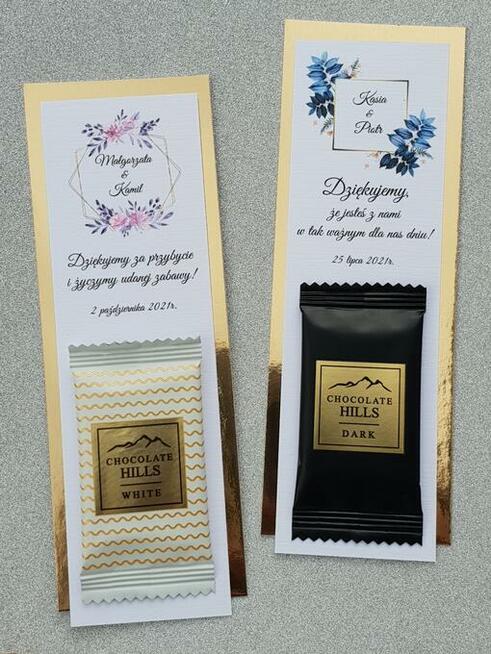 Małgorzata
&
Kamil
Dziękujemy za przybycie
i życzymy udanej zabawy!
2 października 2021r.
CHOCOLATE
HILLS
WHITE
Kasia
&
Piotr
Dziękujemy,
że jesteś z nami
w tak ważnym dla nas dniu!
25 lipca 2021r.
CHOCOLATE
HILLS
DARK